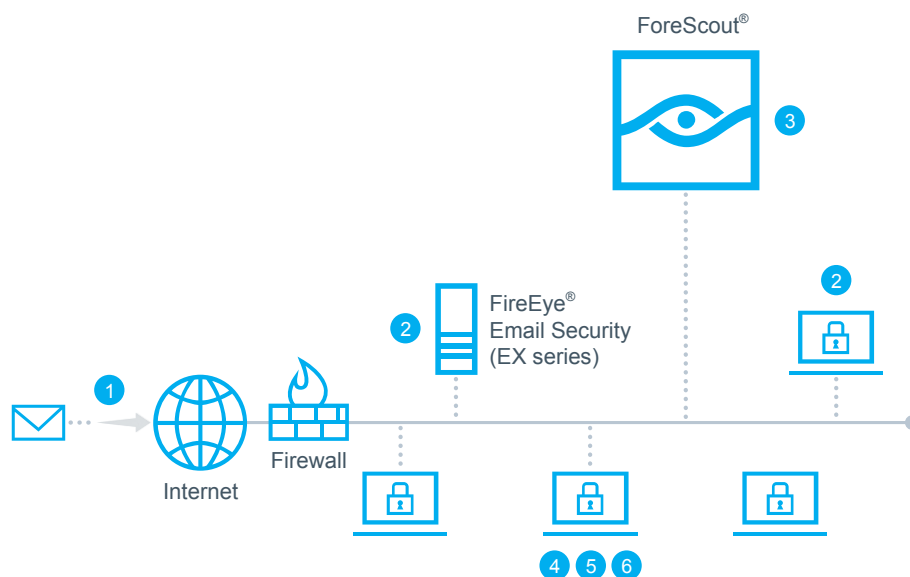 ForeScout®
3
2
FireEye®
Email Security
(EX series)
2
1
Firewall
Internet
4 5 6